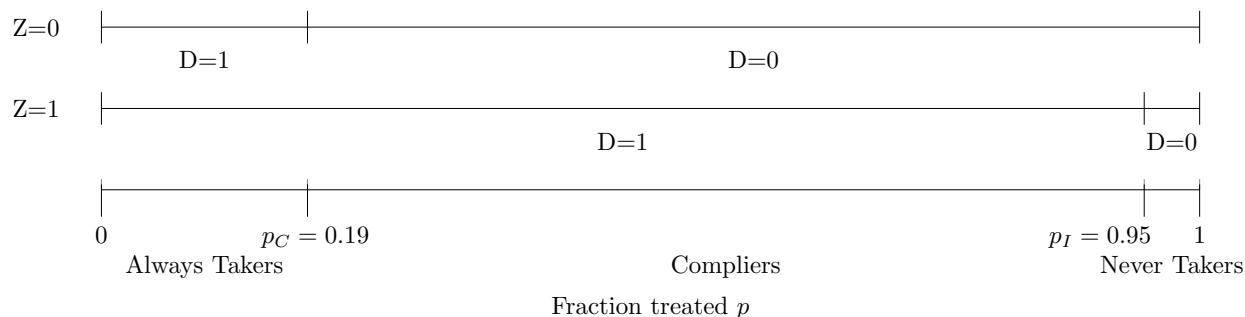 Z=0
D=1 D=0
Z=1
D=1 D=0
0 p_C = 0.19 p_I = 0.95 1
Always Takers Compliers Never Takers
Fraction treated p